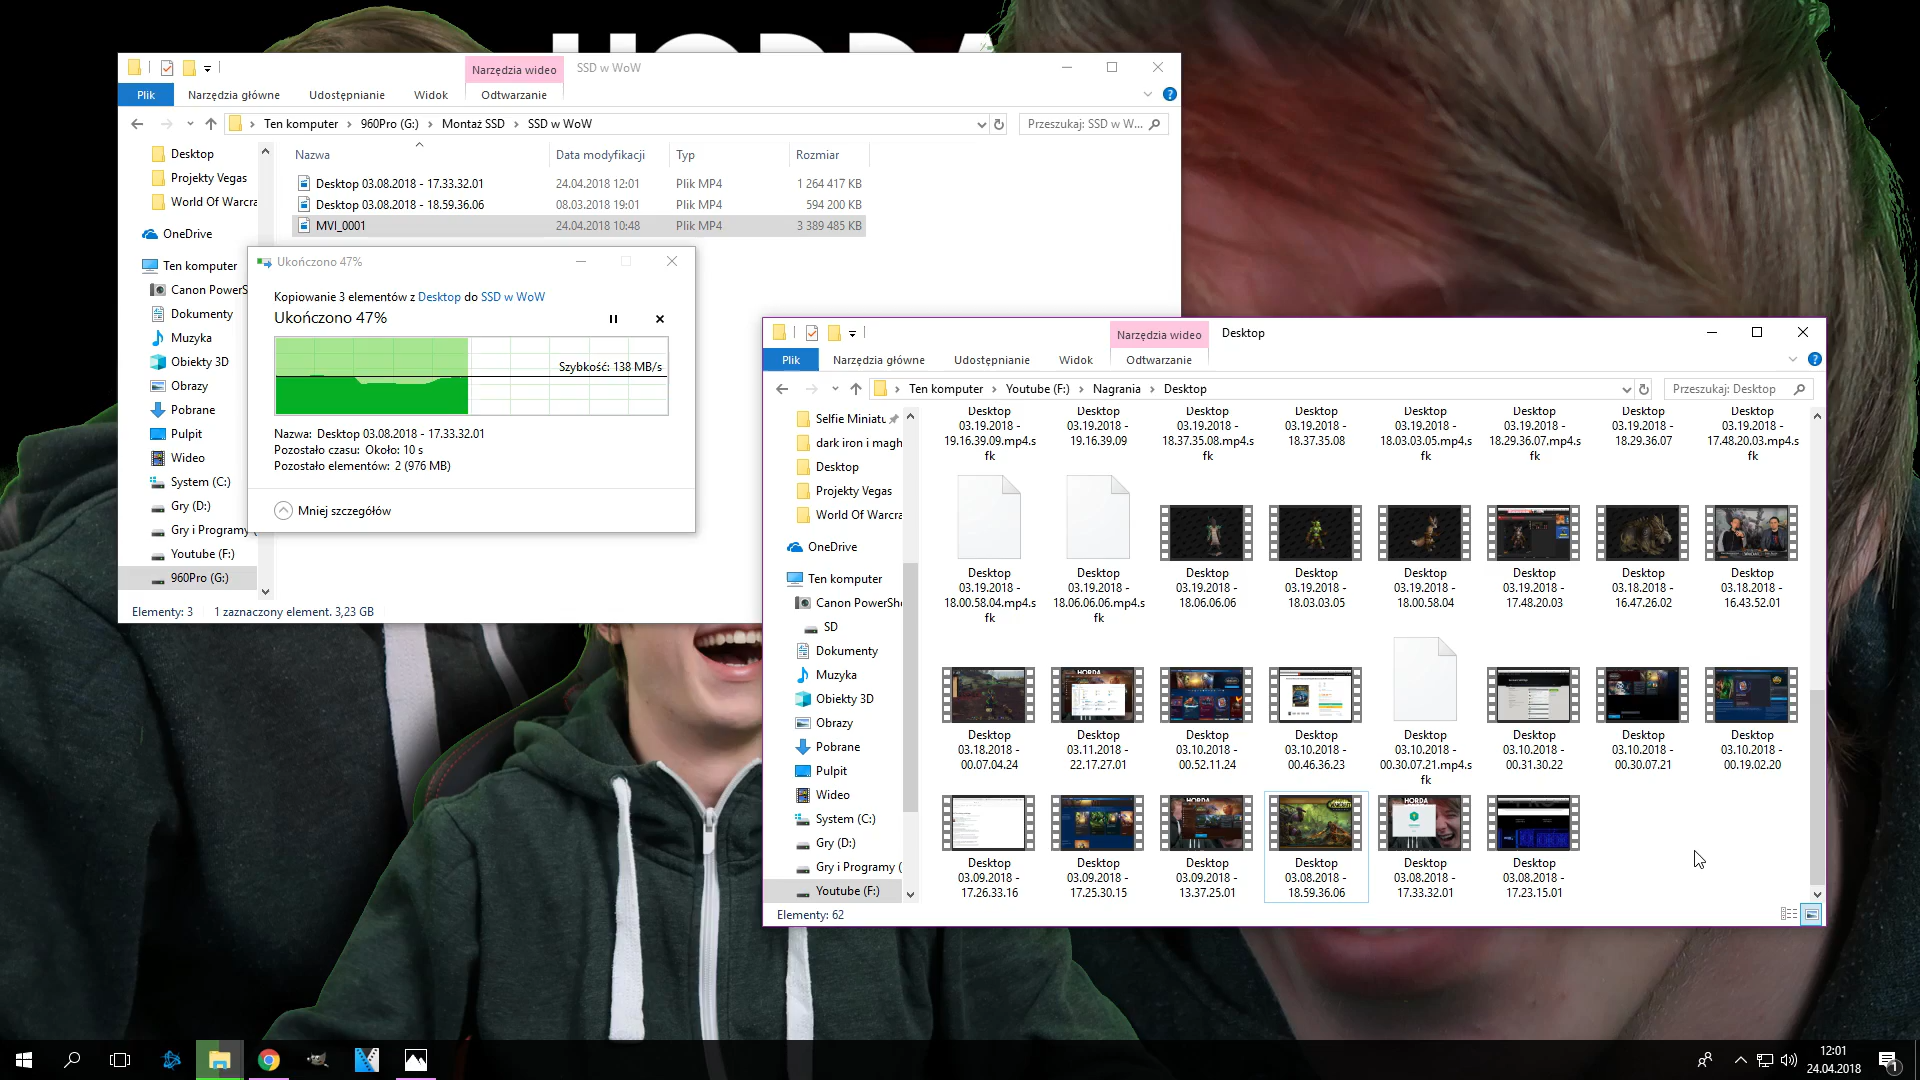 HORDA
Narzędzia wideo
SSD w WoW
Plik
Narzędzia główne
Udostępnianie
Widok
Odtwarzanie
Ten komputer
960Pro (G:)
Montaż SSD
SSD w WoW
Przeszukaj: SSD w W...
Desktop
Projekty Vegas
World Of Warcra
OneDrive
Ten komputer
Canon PowerS
Dokumenty
Muzyka
Obiekty 3D
Obrazy
Pobrane
Pulpit
Wideo
System (C:)
Gry (D:)
Gry i Programy (
Youtube (F:)
960Pro (G:)
Nazwa
Data modyfikacji
Typ
Rozmiar
Desktop 03.08.2018 - 17.33.32.01
24.04.2018 12:01
Plik MP4
1 264 417 KB
Desktop 03.08.2018 - 18.59.36.06
08.03.2018 19:01
Plik MP4
594 200 KB
MVI_0001
24.04.2018 10:48
Plik MP4
3 389 485 KB
Elementy: 3
1 zaznaczony element. 3,23 GB
Ukończono 47%
Kopiowanie 3 elementów z Desktop do SSD w WoW
Ukończono 47%
Szybkość: 138 MB/s
Nazwa: Desktop 03.08.2018 - 17.33.32.01
Pozostało czasu: Około: 10 s
Pozostało elementów: 2 (976 MB)
Mniej szczegółów
Narzędzia wideo
Desktop
Plik
Narzędzia główne
Udostępnianie
Widok
Odtwarzanie
Ten komputer
Youtube (F:)
Nagrania
Desktop
Przeszukaj: Desktop
Selfie Miniatu
dark iron i magh
Desktop
Projekty Vegas
World Of Warcra
OneDrive
Ten komputer
Canon PowerSh
SD
Dokumenty
Muzyka
Obiekty 3D
Obrazy
Pobrane
Pulpit
Wideo
System (C:)
Gry (D:)
Gry i Programy (
Youtube (F:)
Desktop
03.19.2018 -
19.16.39.09.mp4.s
fk
Desktop
03.19.2018 -
19.16.39.09
Desktop
03.19.2018 -
18.37.35.08.mp4.s
fk
Desktop
03.19.2018 -
18.37.35.08
Desktop
03.19.2018 -
18.03.03.05.mp4.s
fk
Desktop
03.19.2018 -
18.29.36.07.mp4.s
fk
Desktop
03.19.2018 -
18.29.36.07
Desktop
03.19.2018 -
17.48.20.03.mp4.s
fk
Desktop
03.19.2018 -
18.00.58.04.mp4.s
fk
Desktop
03.19.2018 -
18.06.06.06.mp4.s
fk
Desktop
03.19.2018 -
18.06.06.06
Desktop
03.19.2018 -
18.03.03.05
Desktop
03.19.2018 -
18.00.58.04
Desktop
03.19.2018 -
17.48.20.03
Desktop
03.18.2018 -
16.47.26.02
Desktop
03.18.2018 -
16.43.52.01
HORDA
Desktop
03.18.2018 -
00.07.04.24
Desktop
03.11.2018 -
22.17.27.01
Desktop
03.10.2018 -
00.52.11.24
Desktop
03.10.2018 -
00.46.36.23
Desktop
03.10.2018 -
00.30.07.21.mp4.s
fk
Desktop
03.10.2018 -
00.31.30.22
Desktop
03.10.2018 -
00.30.07.21
Desktop
03.10.2018 -
00.19.02.20
HORDA
HORDA
Desktop
03.09.2018 -
17.26.33.16
Desktop
03.09.2018 -
17.25.30.15
Desktop
03.09.2018 -
13.37.25.01
Desktop
03.08.2018 -
18.59.36.06
Desktop
03.08.2018 -
17.33.32.01
Desktop
03.08.2018 -
17.23.15.01
Elementy: 62
12:01
24.04.2018
1